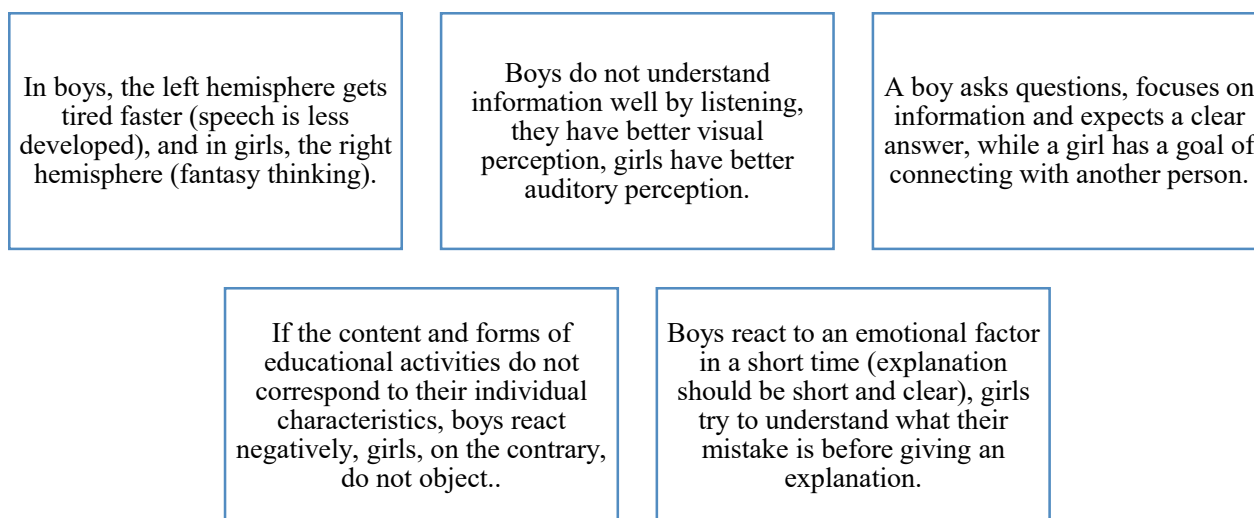 In boys, the left hemisphere gets
tired faster (speech is less
developed), and in girls, the right
hemisphere (fantasy thinking).
Boys do not understand
information well by listening,
they have better visual
perception, girls have better
auditory perception.
A boy asks questions, focuses on
information and expects a clear
answer, while a girl has a goal of
connecting with another person.
If the content and forms of
educational activities do not
correspond to their individual
characteristics, boys react
negatively, girls, on the contrary,
do not object..
Boys react to an emotional factor
in a short time (explanation
should be short and clear), girls
try to understand what their
mistake is before giving an
explanation.